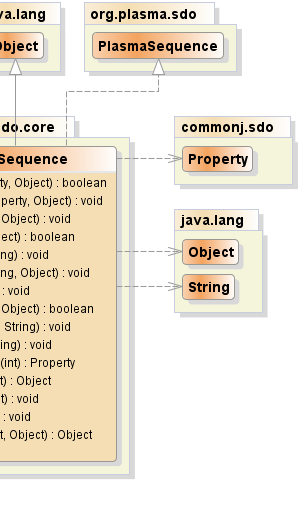 va.lang
org.plasma.sdo
Object
PlasmaSequence
do.core
commonj.sdo
Sequence
Property
ty, Object) : boolean
perty, Object) : void
Object) : void
ject) : boolean
ng) : void
ng, Object) : void
: void
Object) : boolean
String) : void
ing) : void
(int) : Property
t) : Object
t) : void
: void
t, Object) : Object
java.lang
Object
String